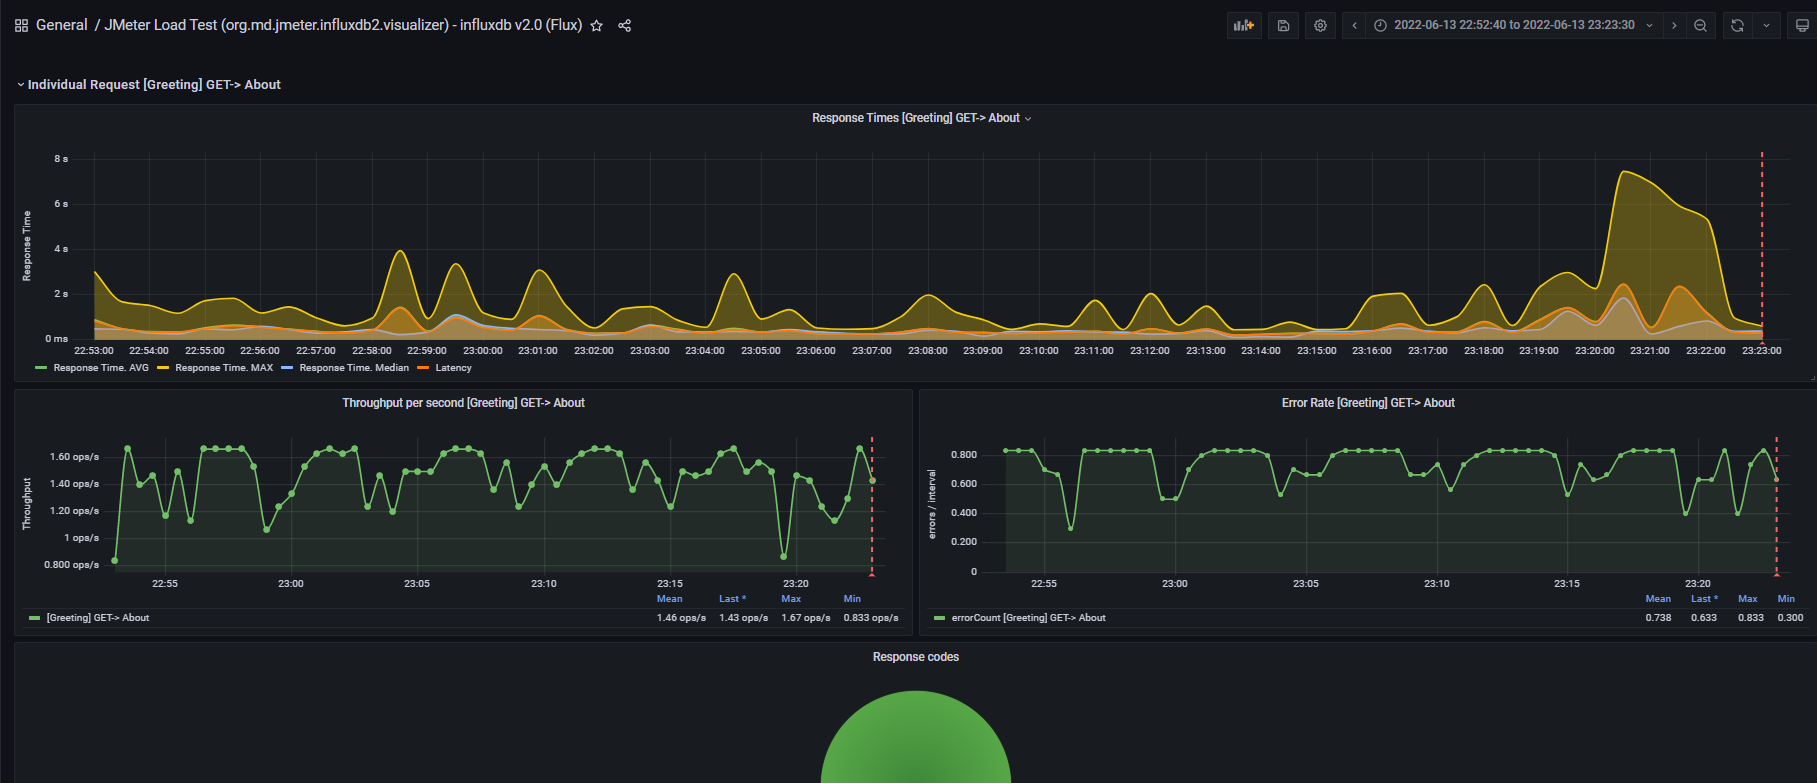 General / JMeter Load Test (org.md.jmeter.influxdb2.visualizer) - influxdb v2.0 (Flux)
2022-06-13 22:52:40 to 2022-06-13 23:23:30
Individual Request [Greeting] GET-> About
Response Times [Greeting] GET-> About
Response Time
8 s
6 s
4 s
2 s
0 ms
22:53:00 22:54:00 22:55:00 22:56:00 22:57:00 22:58:00 22:59:00 23:00:00 23:01:00 23:02:00 23:03:00 23:04:00 23:05:00 23:06:00 23:07:00 23:08:00 23:09:00 23:10:00 23:11:00 23:12:00 23:13:00 23:14:00 23:15:00 23:16:00 23:17:00 23:18:00 23:19:00 23:20:00 23:21:00 23:22:00 23:23:00
Response Time. AVG Response Time. MAX Response Time. Median Latency
Throughput per second [Greeting] GET-> About
Throughput
1.60 ops/s
1.40 ops/s
1.20 ops/s
1 ops/s
0.800 ops/s
22:55 23:00 23:05 23:10 23:15 23:20
Mean Last * Max Min
[Greeting] GET-> About 1.46 ops/s 1.43 ops/s 1.67 ops/s 0.833 ops/s
Error Rate [Greeting] GET-> About
errors / interval
0.800
0.600
0.400
0.200
0
22:55 23:00 23:05 23:10 23:15 23:20
Mean Last * Max Min
errorCount [Greeting] GET-> About 0.738 0.633 0.833 0.300
Response codes